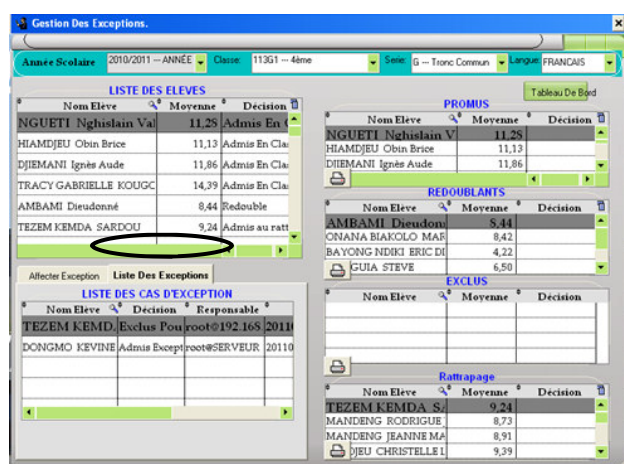 Gestion Des Exceptions.
Année Scolaire 2010/2011 -- ANNÉE Classe: 113G1 -- 4ème Serie: G --- Tronc Commun Langue: FRANCAIS
Tableau De Bord
LISTE DES ELEVES
Nom Elève Moyenne Décision
NGUETI Nghislain Val 11,25 Admis En
HIAMDJEU Obin Brice 11,13 Admis En Cla
DJIEMANI Ignès Aude 11,86 Admis En Cla
TRACY GABRIELLE KOUGC 14,39 Admis En Cla
AMBAMI Dieudonné 8,44 Redouble
TEZEM KEMDA SARDOU 9,24 Admis au ratt
Affecter Exception Liste Des Exceptions
LISTE DES CAS D'EXCEPTION
Nom Elève Décision Responsable
TEZEM KEMD. Exclus Pou root@192.168 2011
DONGMO KEVINE Admis Except root@SERVEUR 20110
PROMUS
Nom Elève Moyenne Décision
NGUETI Nghislain V 11,25
HIAMDJEU Obin Brice 11,13
DJIEMANI Ignès Aude 11,86
REDOUBLANTS
Nom Elève Moyenne Décision
AMBAMI Dieudon 8,44
ONANA BIAKOLO MAR 8,42
BAYONG NDIKI ERIC DI 4,22
GUIA STEVE 6,50
EXCLUS
Nom Elève Moyenne Décision
Rattrapage
Nom Elève Moyenne Décision
TEZEM KEMDA SA 9,24
MANDENG RODRIGUE 8,73
MANDENG JEANNE MA 8,91
DJEU CHRISTELLE L 9,39